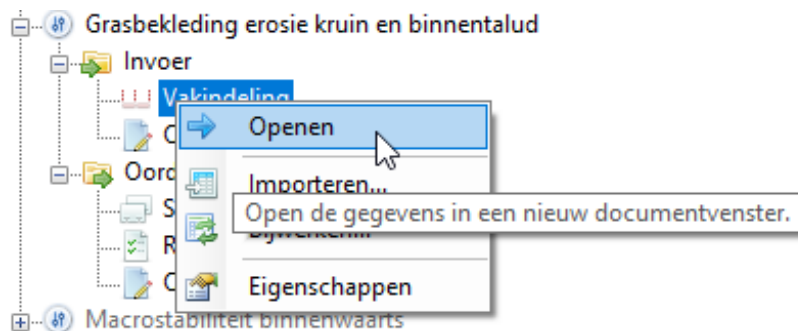 Grasbekleding erosie kruin en binnentalud
Invoer
Vakindeling
Openen
Importeren...
Open de gegevens in een nieuw documentvenster.
Eigenschappen
Macrostabiliteit binnenwaarts